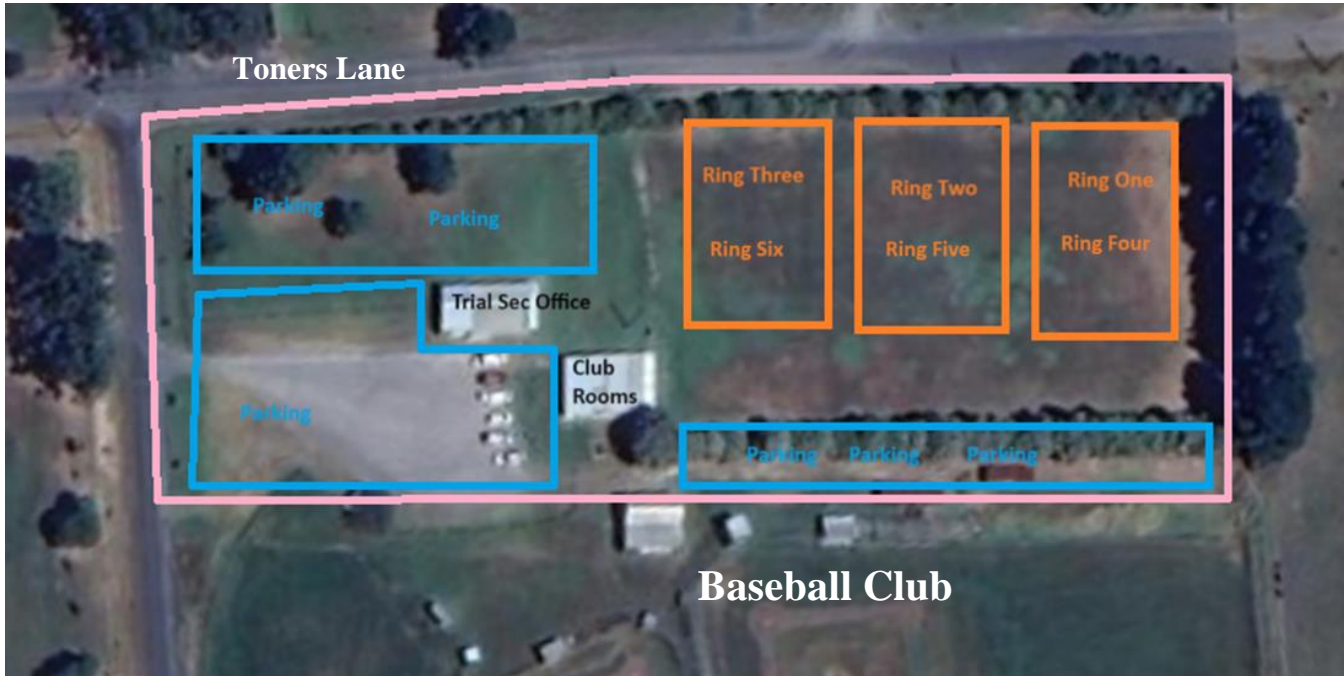 Toners Lane
Ring Three
Ring Two
Ring One
Parking
Parking
Ring Six
Ring Five
Ring Four
Trial Sec Office
Club
Rooms
Parking
Parking
Parking
Parking
Baseball Club